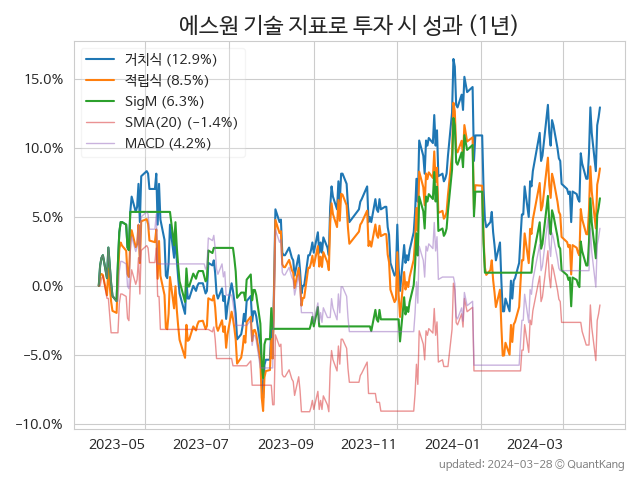 에스원 기술 지표로 투자 시 성과 (1년)
거치식 (12.9%)
적립식 (8.5%)
SigM (6.3%)
SMA(20) (−1.4%)
MACD (4.2%)
15.0%
10.0%
5.0%
0.0%
−5.0%
−10.0%
2023-05 2023-07 2023-09 2023-11 2024-01 2024-03
updated: 2024-03-28 © QuantKang